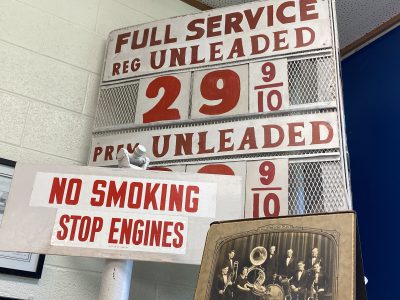 FULL SERVICE
REG UNLEADED
29 9/10
PREM UNLEADED
9/10
NO SMOKING
STOP ENGINES